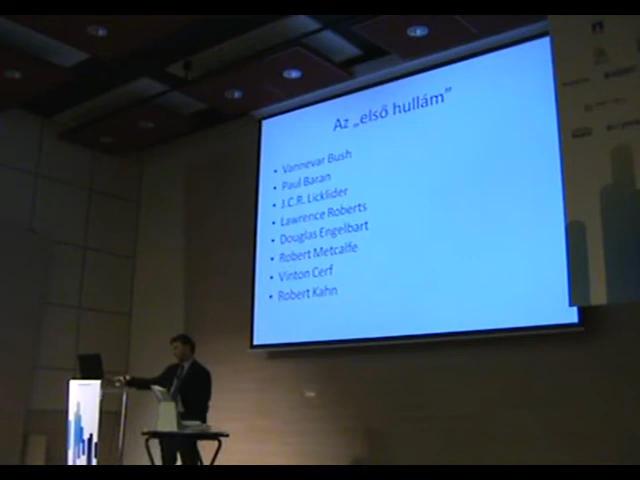 Az „első hullám”
• Vannevar Bush
• Paul Baran
• J.C.R. Licklider
• Lawrence Roberts
• Douglas Engelbart
• Robert Metcalfe
• Vinton Cerf
• Robert Kahn